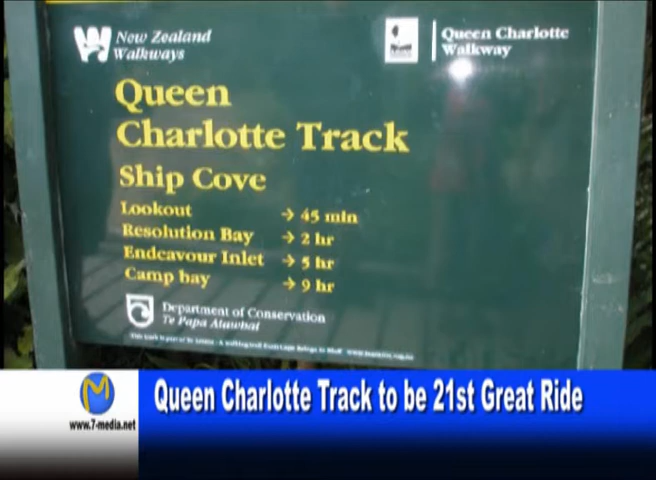 New Zealand
Walkways
Queen Charlotte
Walkway
Queen
Charlotte Track
Ship Cove
Lookout → 45 min
Resolution Bay → 2 hr
Endeavour Inlet → 5 hr
Camp bay → 9 hr
Department of Conservation
Te Papa Atawhai
Queen Charlotte Track to be 21st Great Ride
www.7-media.net